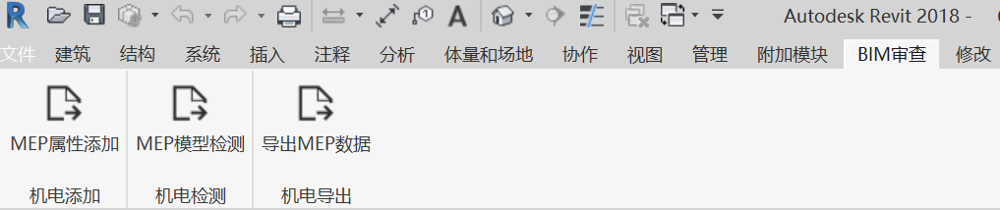 Autodesk Revit 2018 -
文件 建筑 结构 系统 插入 注释 分析 体量和场地 协作 视图 管理 附加模块 BIM审查 修改
MEP属性添加 MEP模型检测 导出MEP数据
机电添加 机电检测 机电导出